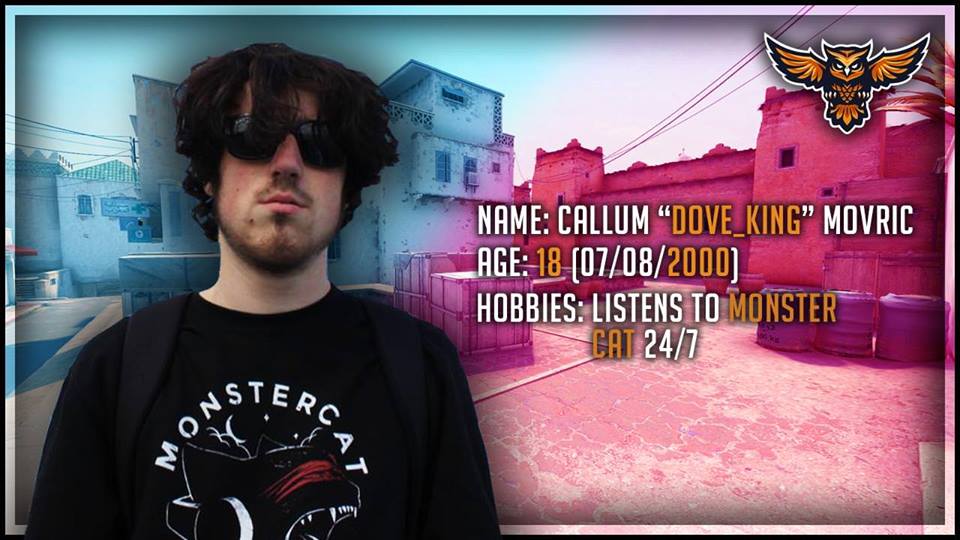 MONSTERCAT
NAME: CALLUM “DOVE_KING” MOVRIC
AGE: 18 (07/08/2000)
HOBBIES: LISTENS TO MONSTER
CAT 24/7